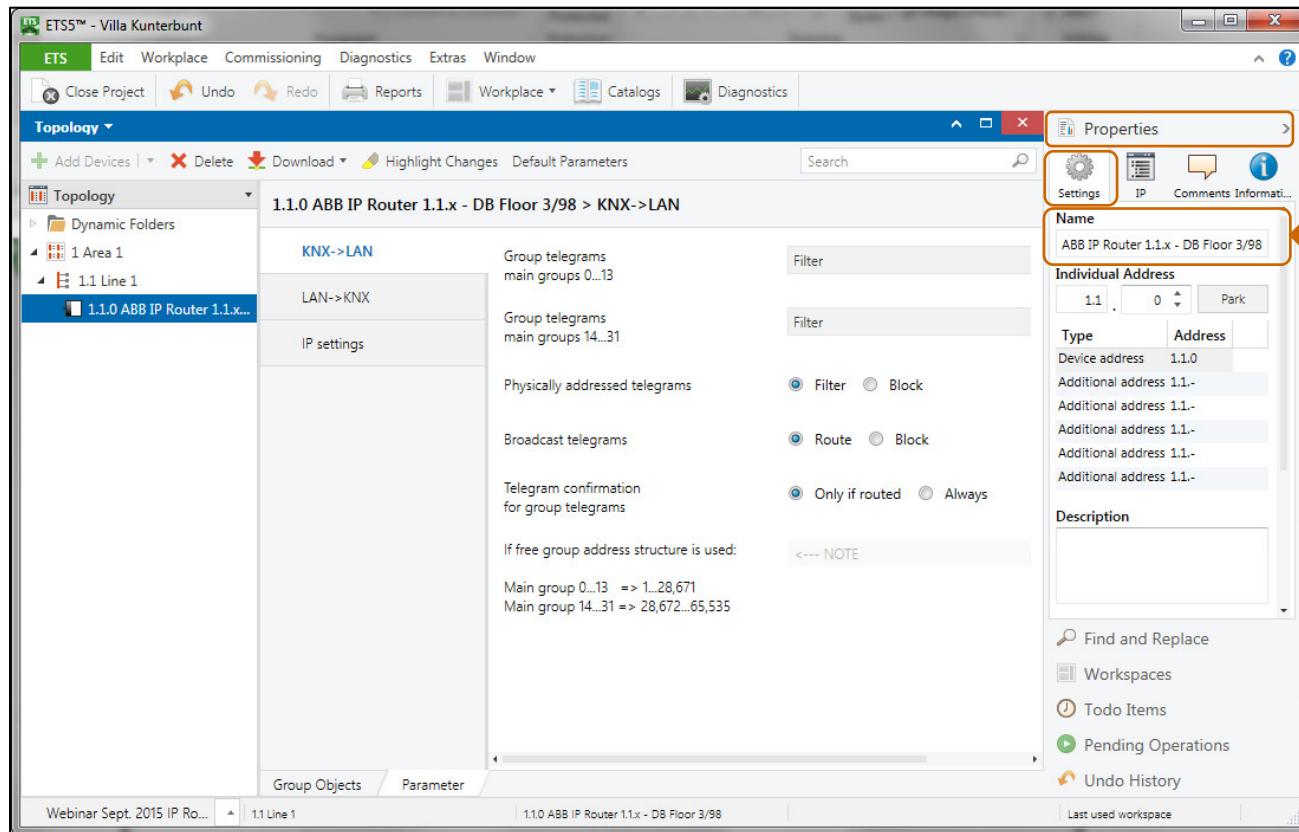 ETS ETS5™ - Villa Kunterbunt
ETS Edit Workplace Commissioning Diagnostics Extras Window
Close Project Undo Redo Reports Workplace Catalogs Diagnostics
Topology
Add Devices Delete Download Highlight Changes Default Parameters Search
Topology
Dynamic Folders
1 Area 1
1.1 Line 1
1.1.0 ABB IP Router 1.1.x...
1.1.0 ABB IP Router 1.1.x - DB Floor 3/98 > KNX->LAN
KNX->LAN
LAN->KNX
IP settings
Group telegrams
main groups 0...13
Filter
Group telegrams
main groups 14...31
Filter
Physically addressed telegrams
Filter Block
Broadcast telegrams
Route Block
Telegram confirmation
for group telegrams
Only if routed Always
If free group address structure is used:
<--- NOTE
Main group 0...13 => 1...28,671
Main group 14...31 => 28,672...65,535
Group Objects Parameter
Properties
Settings IP Comments Informati...
Name
ABB IP Router 1.1.x - DB Floor 3/98
Individual Address
1.1 . 0 Park
Type Address
Device address 1.1.0
Additional address 1.1.-
Additional address 1.1.-
Additional address 1.1.-
Additional address 1.1.-
Additional address 1.1.-
Description
Find and Replace
Workspaces
Todo Items
Pending Operations
Undo History
Webinar Sept. 2015 IP Ro... 1.1 Line 1 1.1.0 ABB IP Router 1.1.x - DB Floor 3/98 Last used workspace